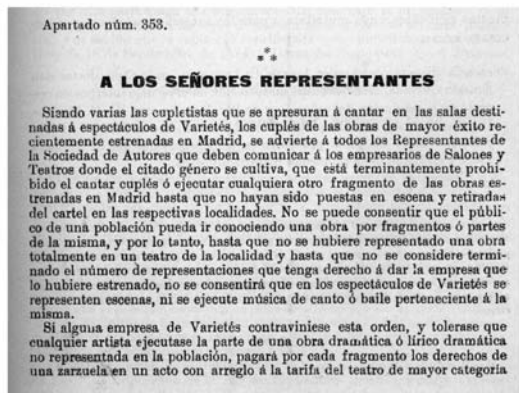 Apartado núm. 353.
***
A LOS SEÑORES REPRESENTANTES
Siendo varias las cupletistas que se apresuran á cantar en las salas desti-
nadas á espectáculos de Varietés, los cuplés de las obras de mayor éxito re-
cientemente estrenadas en Madrid, se advierte á todos los Representantes de
la Sociedad de Autores que deben comunicar á los empresarios de Salones y
Teatros donde el citado género se cultiva, que está terminantemente prohi-
bido el cantar cuplés ó ejecutar cualquiera otro fragmento de las obras es-
trenadas en Madrid hasta que no hayan sido puestas en escena y retiradas
del cartel en las respectivas localidades. No se puede consentir que el públi-
co de una población pueda ir conociendo una obra por fragmentos ó partes
de la misma, y por lo tanto, hasta que no se hubiere representado una obra
totalmente en un teatro de la localidad y hasta que no se considere termi-
nado el número de representaciones que tenga derecho á dar la empresa que
lo hubiere estrenado, no se consentirá que en los espectáculos de Varietés se
representen escenas, ni se ejecute música de canto ó baile perteneciente á la
misma.
Si alguna empresa de Varietés contraviniese esta orden, y tolerase que
cualquier artista ejecutase la parte de una obra dramática ó lírico dramática
no representada en la población, pagará por cada fragmento los derechos de
una zarzuela en un acto con arreglo á la tarifa del teatro de mayor categoría